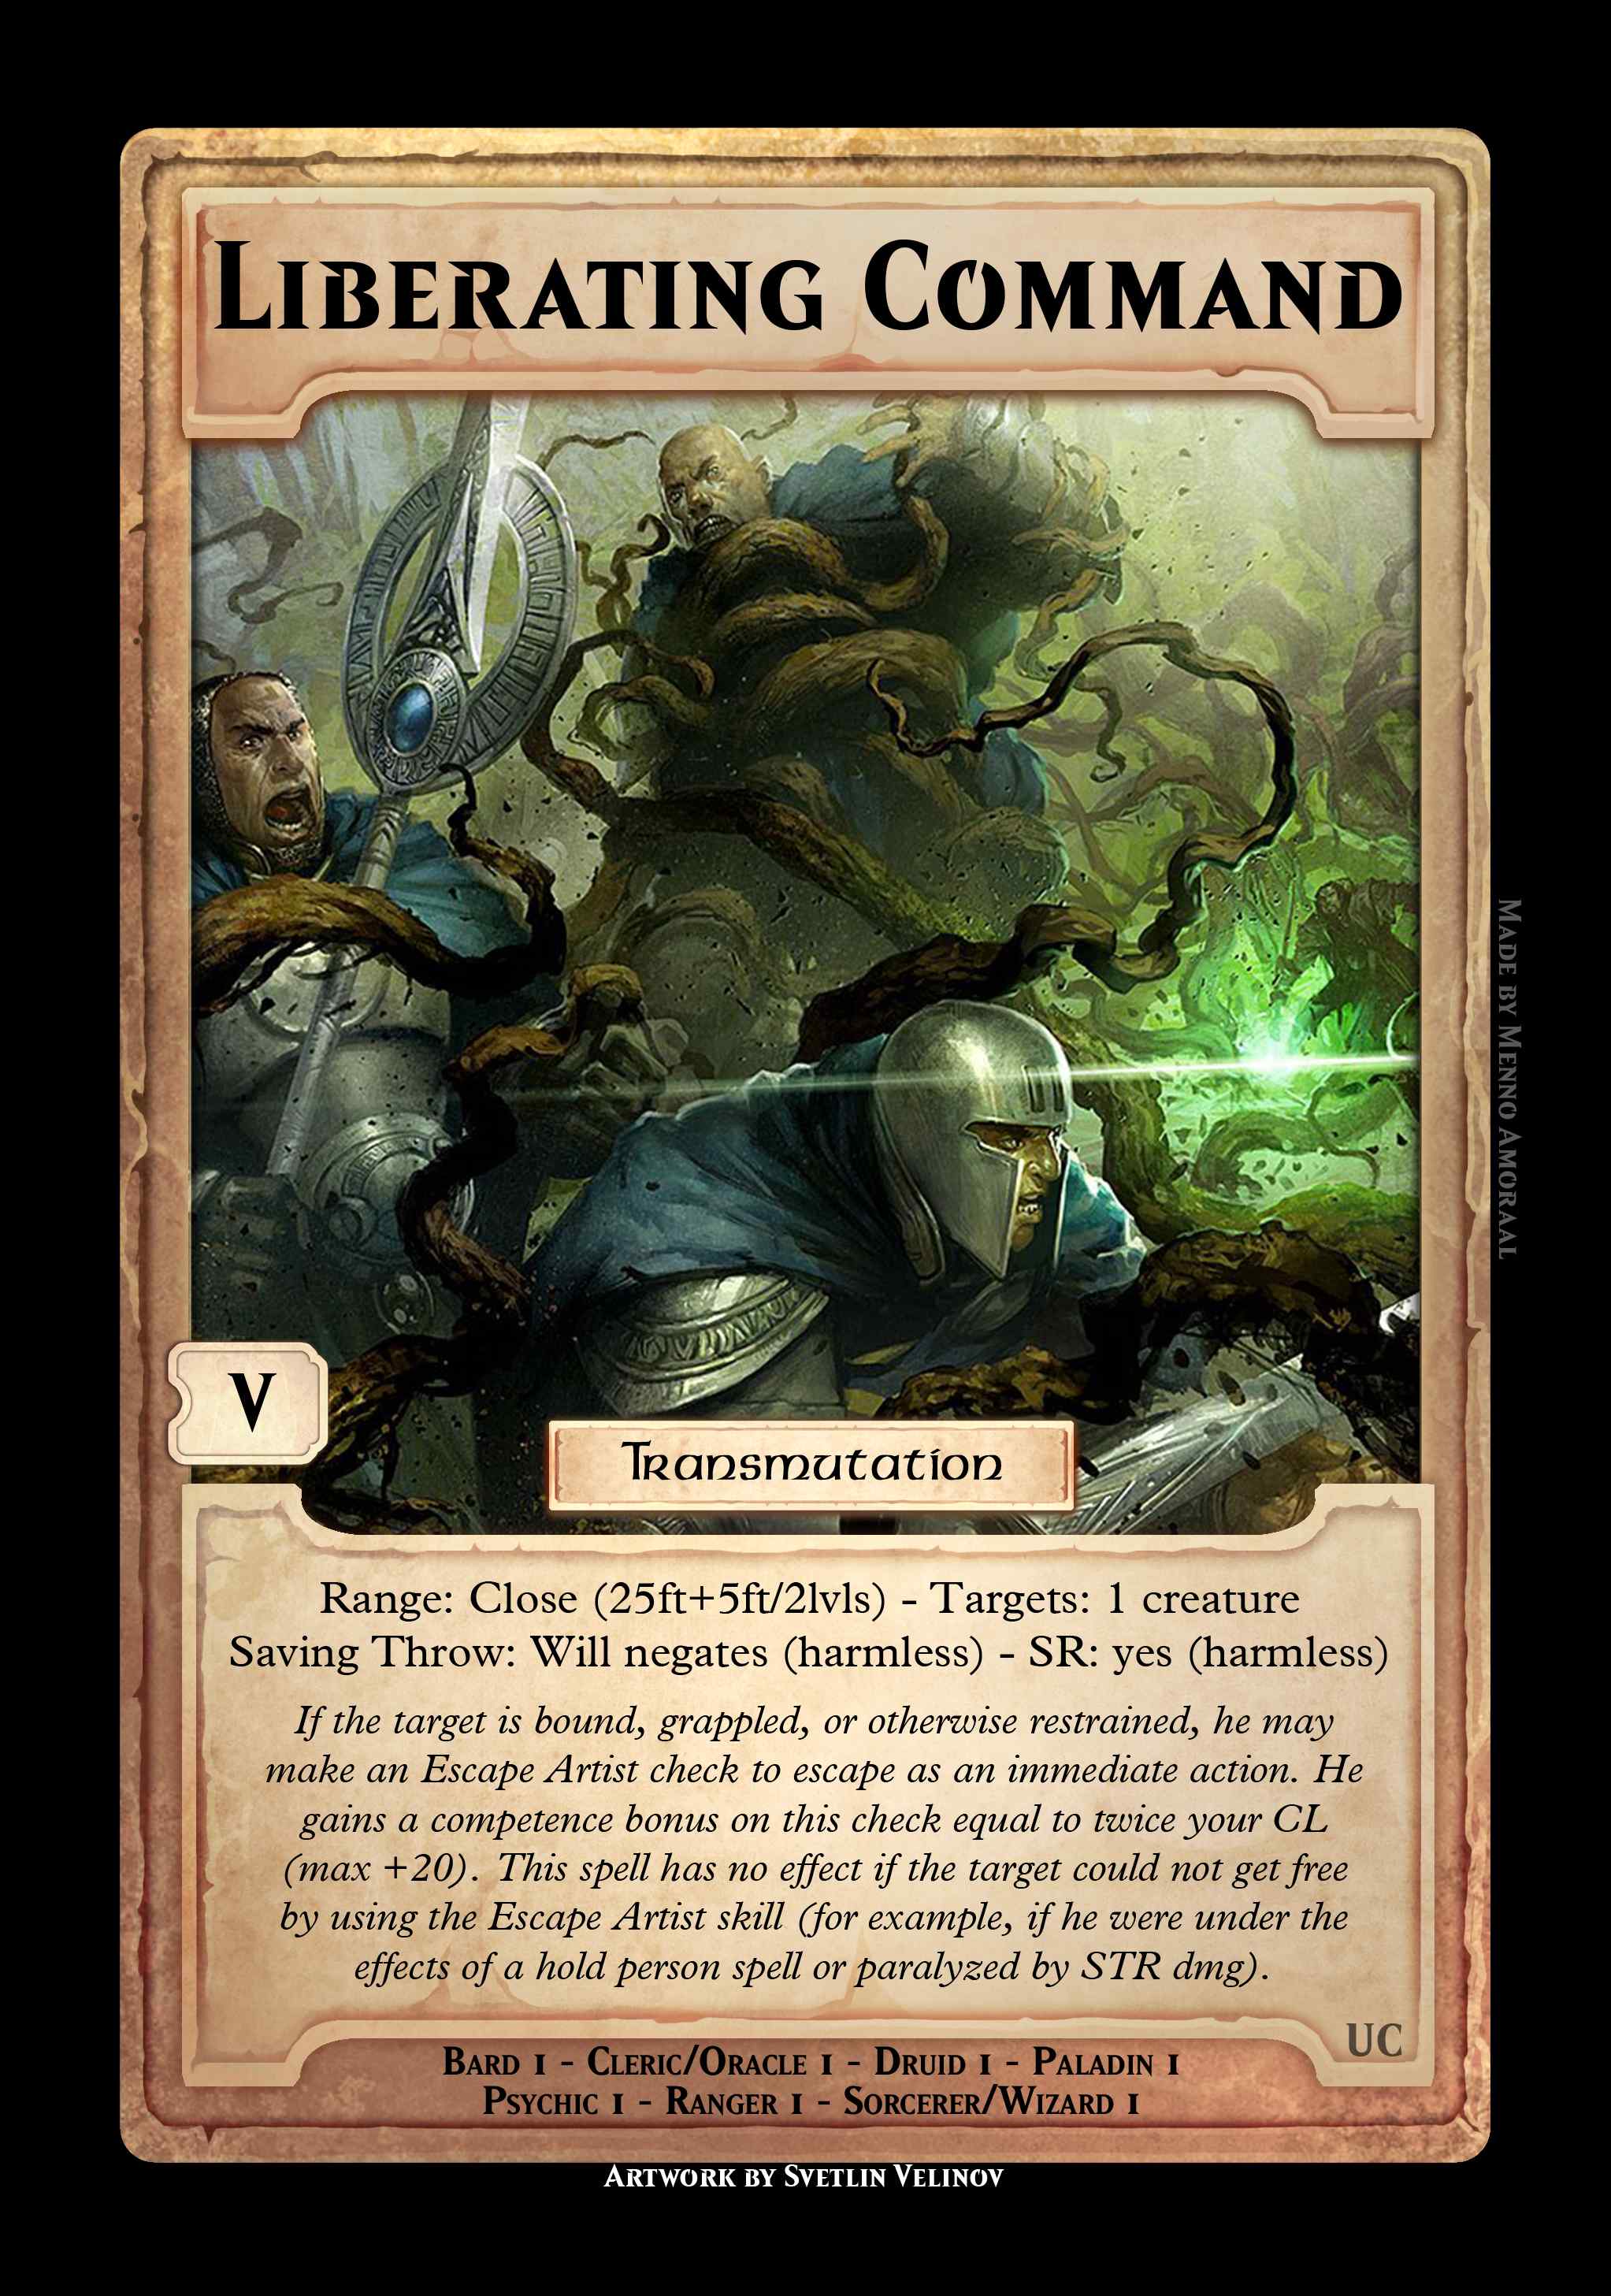 Liberating Command
V
Transmutation
Range: Close (25ft+5ft/2lvls) - Targets: 1 creature
Saving Throw: Will negates (harmless) - SR: yes (harmless)
If the target is bound, grappled, or otherwise restrained, he may
make an Escape Artist check to escape as an immediate action. He
gains a competence bonus on this check equal to twice your CL
(max +20). This spell has no effect if the target could not get free
by using the Escape Artist skill (for example, if he were under the
effects of a hold person spell or paralyzed by STR dmg).
UC
Bard 1 - Cleric/Oracle 1 - Druid 1 - Paladin 1
Psychic 1 - Ranger 1 - Sorcerer/Wizard 1
Artwork by Svetlin Velinov
Made by Menno Amoraal